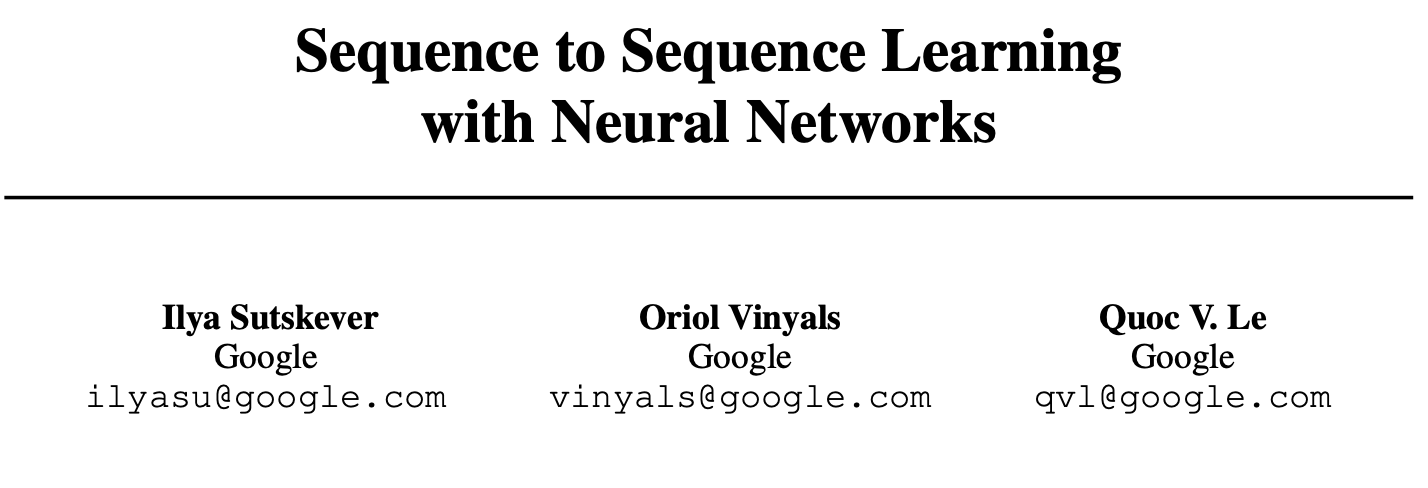 Sequence to Sequence Learning
with Neural Networks
Ilya Sutskever
Google
ilyasu@google.com
Oriol Vinyals
Google
vinyals@google.com
Quoc V. Le
Google
qvl@google.com